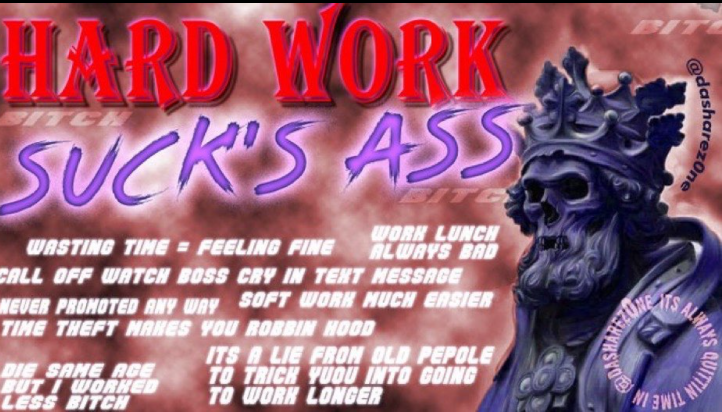 HARD WORK
SUCK'S ASS
BITCH
BITCH
BITCH
@dasharez0ne
WASTING TIME = FEELING FINE
WORK LUNCH
ALWAYS BAD
CALL OFF WATCH BOSS CRY IN TEXT MESSAGE
NEVER PROMOTED ANY WAY
SOFT WORK MUCH EASIER
TIME THEFT MAKES YOU ROBBIN HOOD
DIE SAME AGE
BUT I WORKED
LESS BITCH
ITS A LIE FROM OLD PEPOLE
TO TRICK YUOU INTO GOING
TO WORK LONGER
@DASHAREZ0NE ITS ALWAYS QUITTIN TIME IN